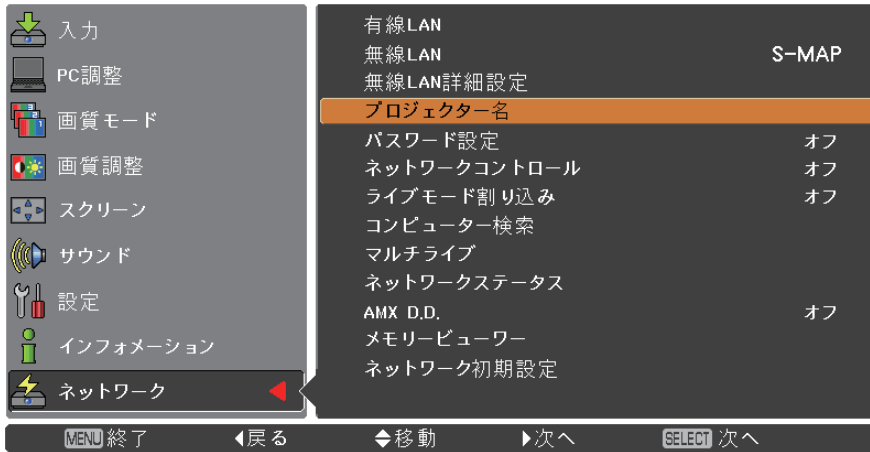 入力
PC調整
画質モード
画質調整
スクリーン
サウンド
設定
インフォメーション
ネットワーク
有線LAN
無線LAN S-MAP
無線LAN詳細設定
プロジェクター名
パスワード設定 オフ
ネットワークコントロール オフ
ライブモード割り込み オフ
コンピューター検索
マルチライブ
ネットワークステータス
AMX D.D. オフ
メモリービューワー
ネットワーク初期設定
MENU 終了 戻る 移動 次へ SELECT 次へ